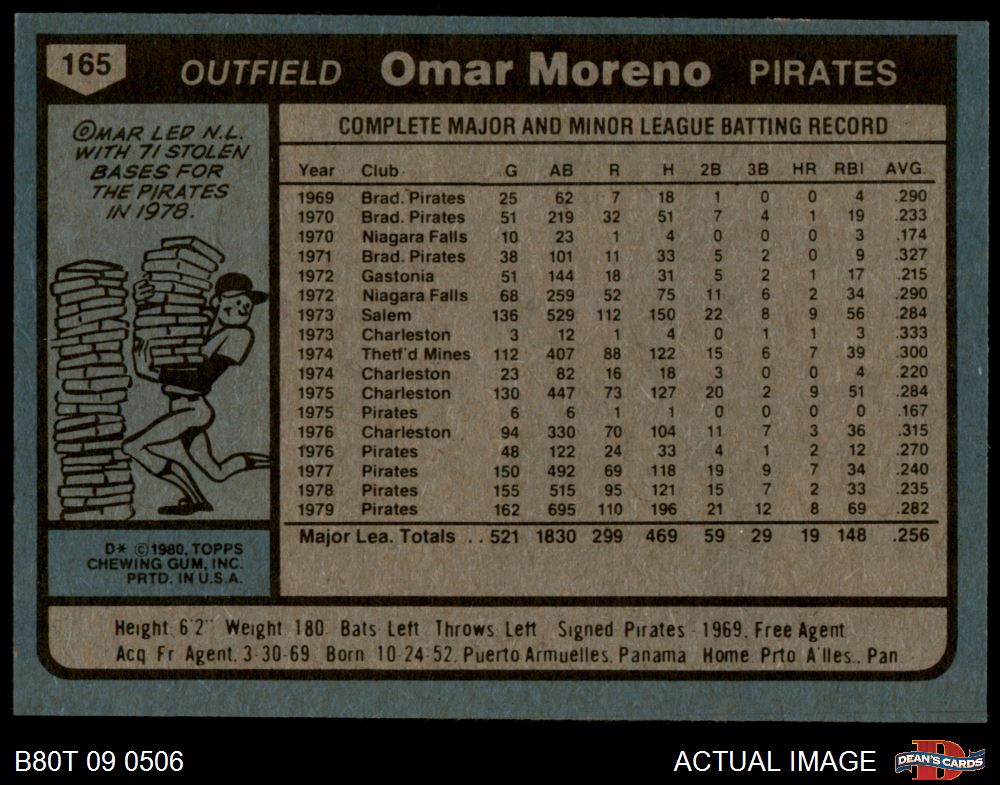 165 OUTFIELD Omar Moreno PIRATES
OMAR LED N.L.
WITH 71 STOLEN
BASES FOR
THE PIRATES
IN 1978.
D* © 1980, TOPPS
CHEWING GUM, INC.
PRTD. IN U.S.A.
COMPLETE MAJOR AND MINOR LEAGUE BATTING RECORD
Year Club G AB R H 2B 3B HR RBI AVG.
1969 Brad. Pirates 25 62 7 18 1 0 0 4 .290
1970 Brad. Pirates 51 219 32 51 7 4 1 19 .233
1970 Niagara Falls 10 23 1 4 0 0 0 3 .174
1971 Brad. Pirates 38 101 11 33 5 2 0 9 .327
1972 Gastonia 51 144 18 31 5 2 1 17 .215
1972 Niagara Falls 68 259 52 75 11 6 2 34 .290
1973 Salem 136 529 112 150 22 8 9 56 .284
1973 Charleston 3 12 1 4 0 1 1 3 .333
1974 Thetf'd Mines 112 407 88 122 15 6 7 39 .300
1974 Charleston 23 82 16 18 3 0 0 4 .220
1975 Charleston 130 447 73 127 20 2 9 51 .284
1975 Pirates 6 6 1 1 0 0 0 0 .167
1976 Charleston 94 330 70 104 11 7 3 36 .315
1976 Pirates 48 122 24 33 4 1 2 12 .270
1977 Pirates 150 492 69 118 19 9 7 34 .240
1978 Pirates 155 515 95 121 15 7 2 33 .235
1979 Pirates 162 695 110 196 21 12 8 69 .282
Major Lea. Totals . . 521 1830 299 469 59 29 19 148 .256
Height 6'2" Weight 180 Bats Left Throws Left Signed Pirates - 1969, Free Agent
Acq Fr Agent, 3-30-69 Born 10-24-52, Puerto Armuelles, Panama Home Prto A'lles., Pan
B80T 09 0506 ACTUAL IMAGE DEAN'S CARDS